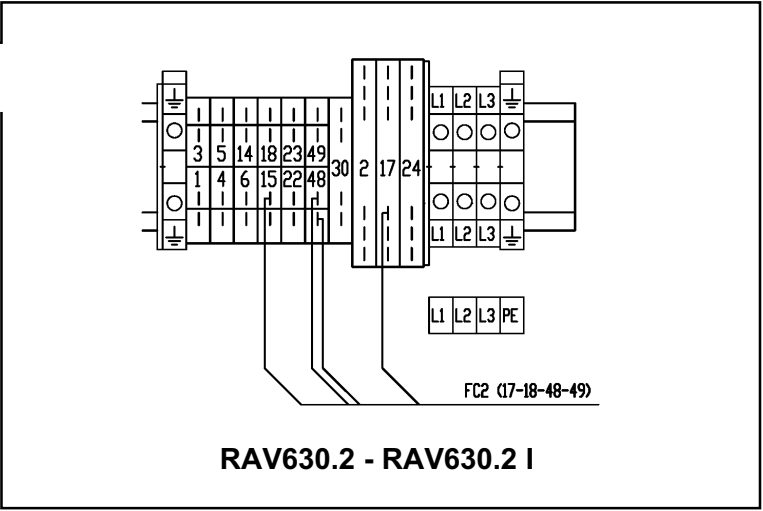 L1 L2 L3
3 5 14 18 23 49
30 2 17 24
1 4 6 15 22 48
L1 L2 L3
L1 L2 L3 PE
FC2 (17-18-48-49)
RAV630.2 - RAV630.2 I